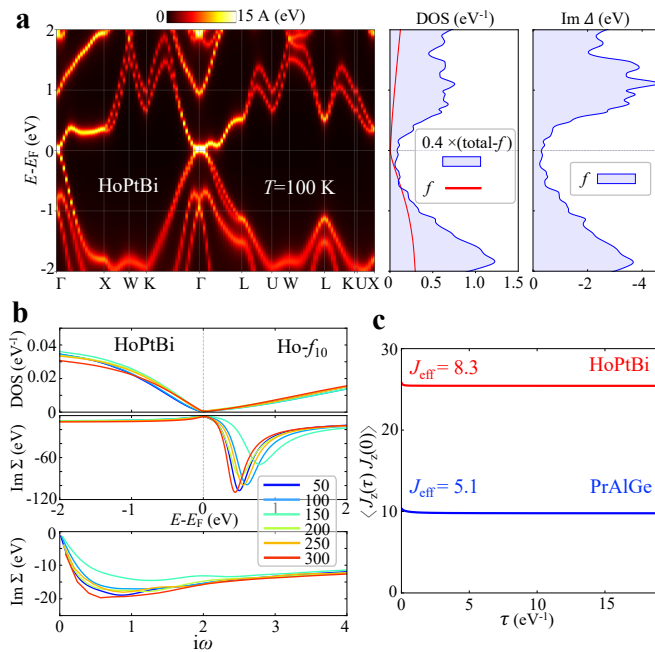 a
0 15 A (eV)
E-E_F (eV)
2
1
0
-1
-2
HoPtBi
T=100 K
Γ X W K Γ L U W L K U X
DOS (eV⁻¹)
0.4 ×(total-f)
f
0 0.5 1.0 1.5
Im Δ (eV)
f
-2 -4
b
HoPtBi
Ho-f₁₀
DOS (eV⁻¹)
0.04
0.02
0
Im Σ (eV)
0
-60
-120
-2 -1 0 1 2
E-E_F (eV)
50
100
150
200
250
300
Im Σ (eV)
0
-10
-20
0 1 2 3 4
iω
c
⟨J_z(τ) J_z(0)⟩
30
20
10
0
J_eff = 8.3 HoPtBi
J_eff = 5.1 PrAlGe
0 5 10 15
τ (eV⁻¹)